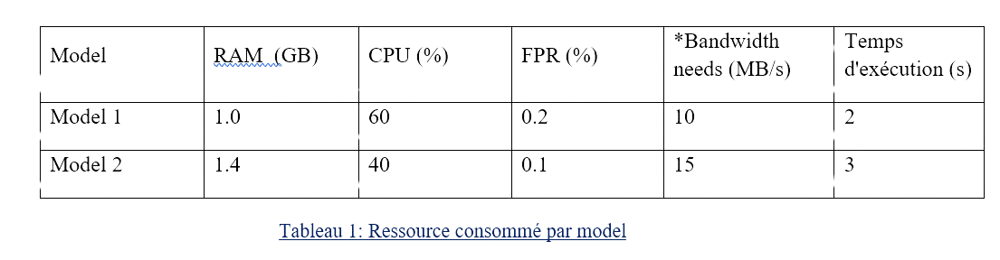 Model RAM (GB) CPU (%) FPR (%) *Bandwidth needs (MB/s) Temps d'exécution (s)
Model 1 1.0 60 0.2 10 2
Model 2 1.4 40 0.1 15 3
Tableau 1: Ressource consommé par model